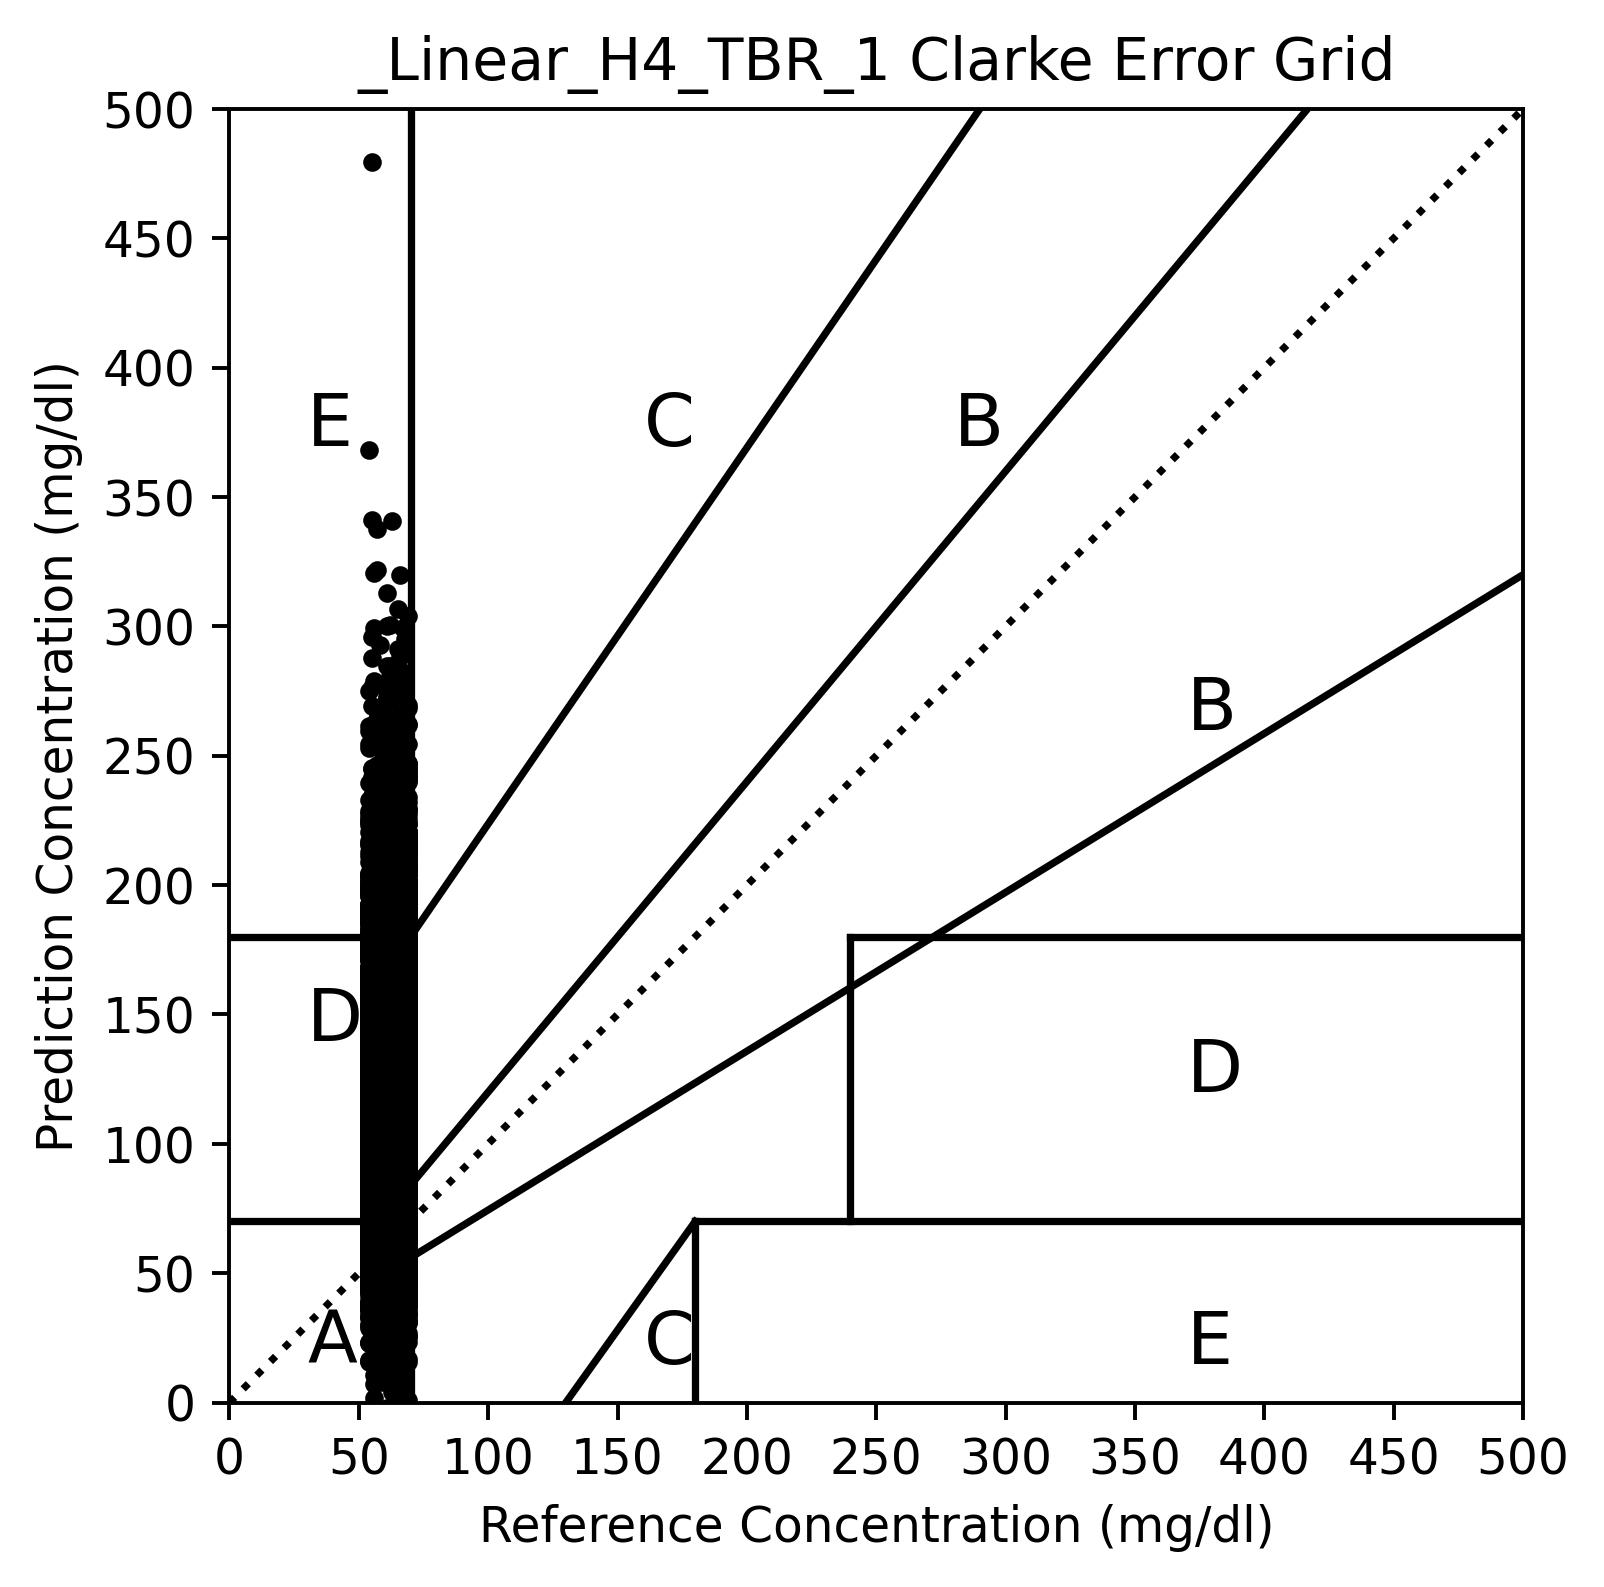 _Linear_H4_TBR_1 Clarke Error Grid
500
450
400
350
300
250
200
150
100
50
0
Prediction Concentration (mg/dl)
E
C
B
B
D
D
A
C
E
0 50 100 150 200 250 300 350 400 450 500
Reference Concentration (mg/dl)